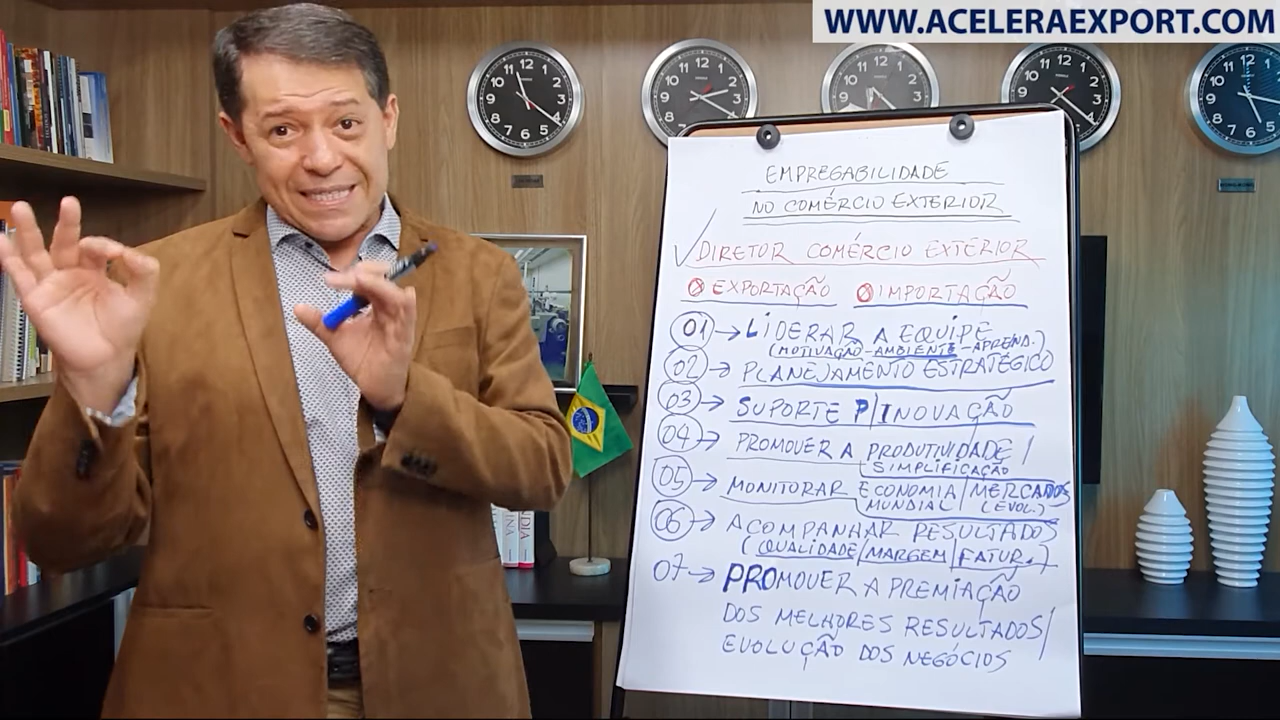 WWW.ACELERAEXPORT.COM
EMPREGABILIDADE
NO COMÉRCIO EXTERIOR
✓ DIRETOR COMÉRCIO EXTERIOR
EXPORTAÇÃO IMPORTAÇÃO
01 → LIDERAR A EQUIPE
(MOTIVAÇÃO-AMBIENTE-APREND.)
02 → PLANEJAMENTO ESTRATÉGICO
03 → SUPORTE P/INOVAÇÃO
04 → PROMOVER A PRODUTIVIDADE/
SIMPLIFICAÇÃO
05 → MONITORAR ECONOMIA/MERCADOS
MUNDIAL (EVOL.)
06 → ACOMPANHAR RESULTADOS
(QUALIDADE/MARGEM/FATUR.)
07 → PROMOUER A PREMIAÇÃO
DOS MELHORES RESULTADOS/
EVOLUÇÃO DOS NEGÓCIOS